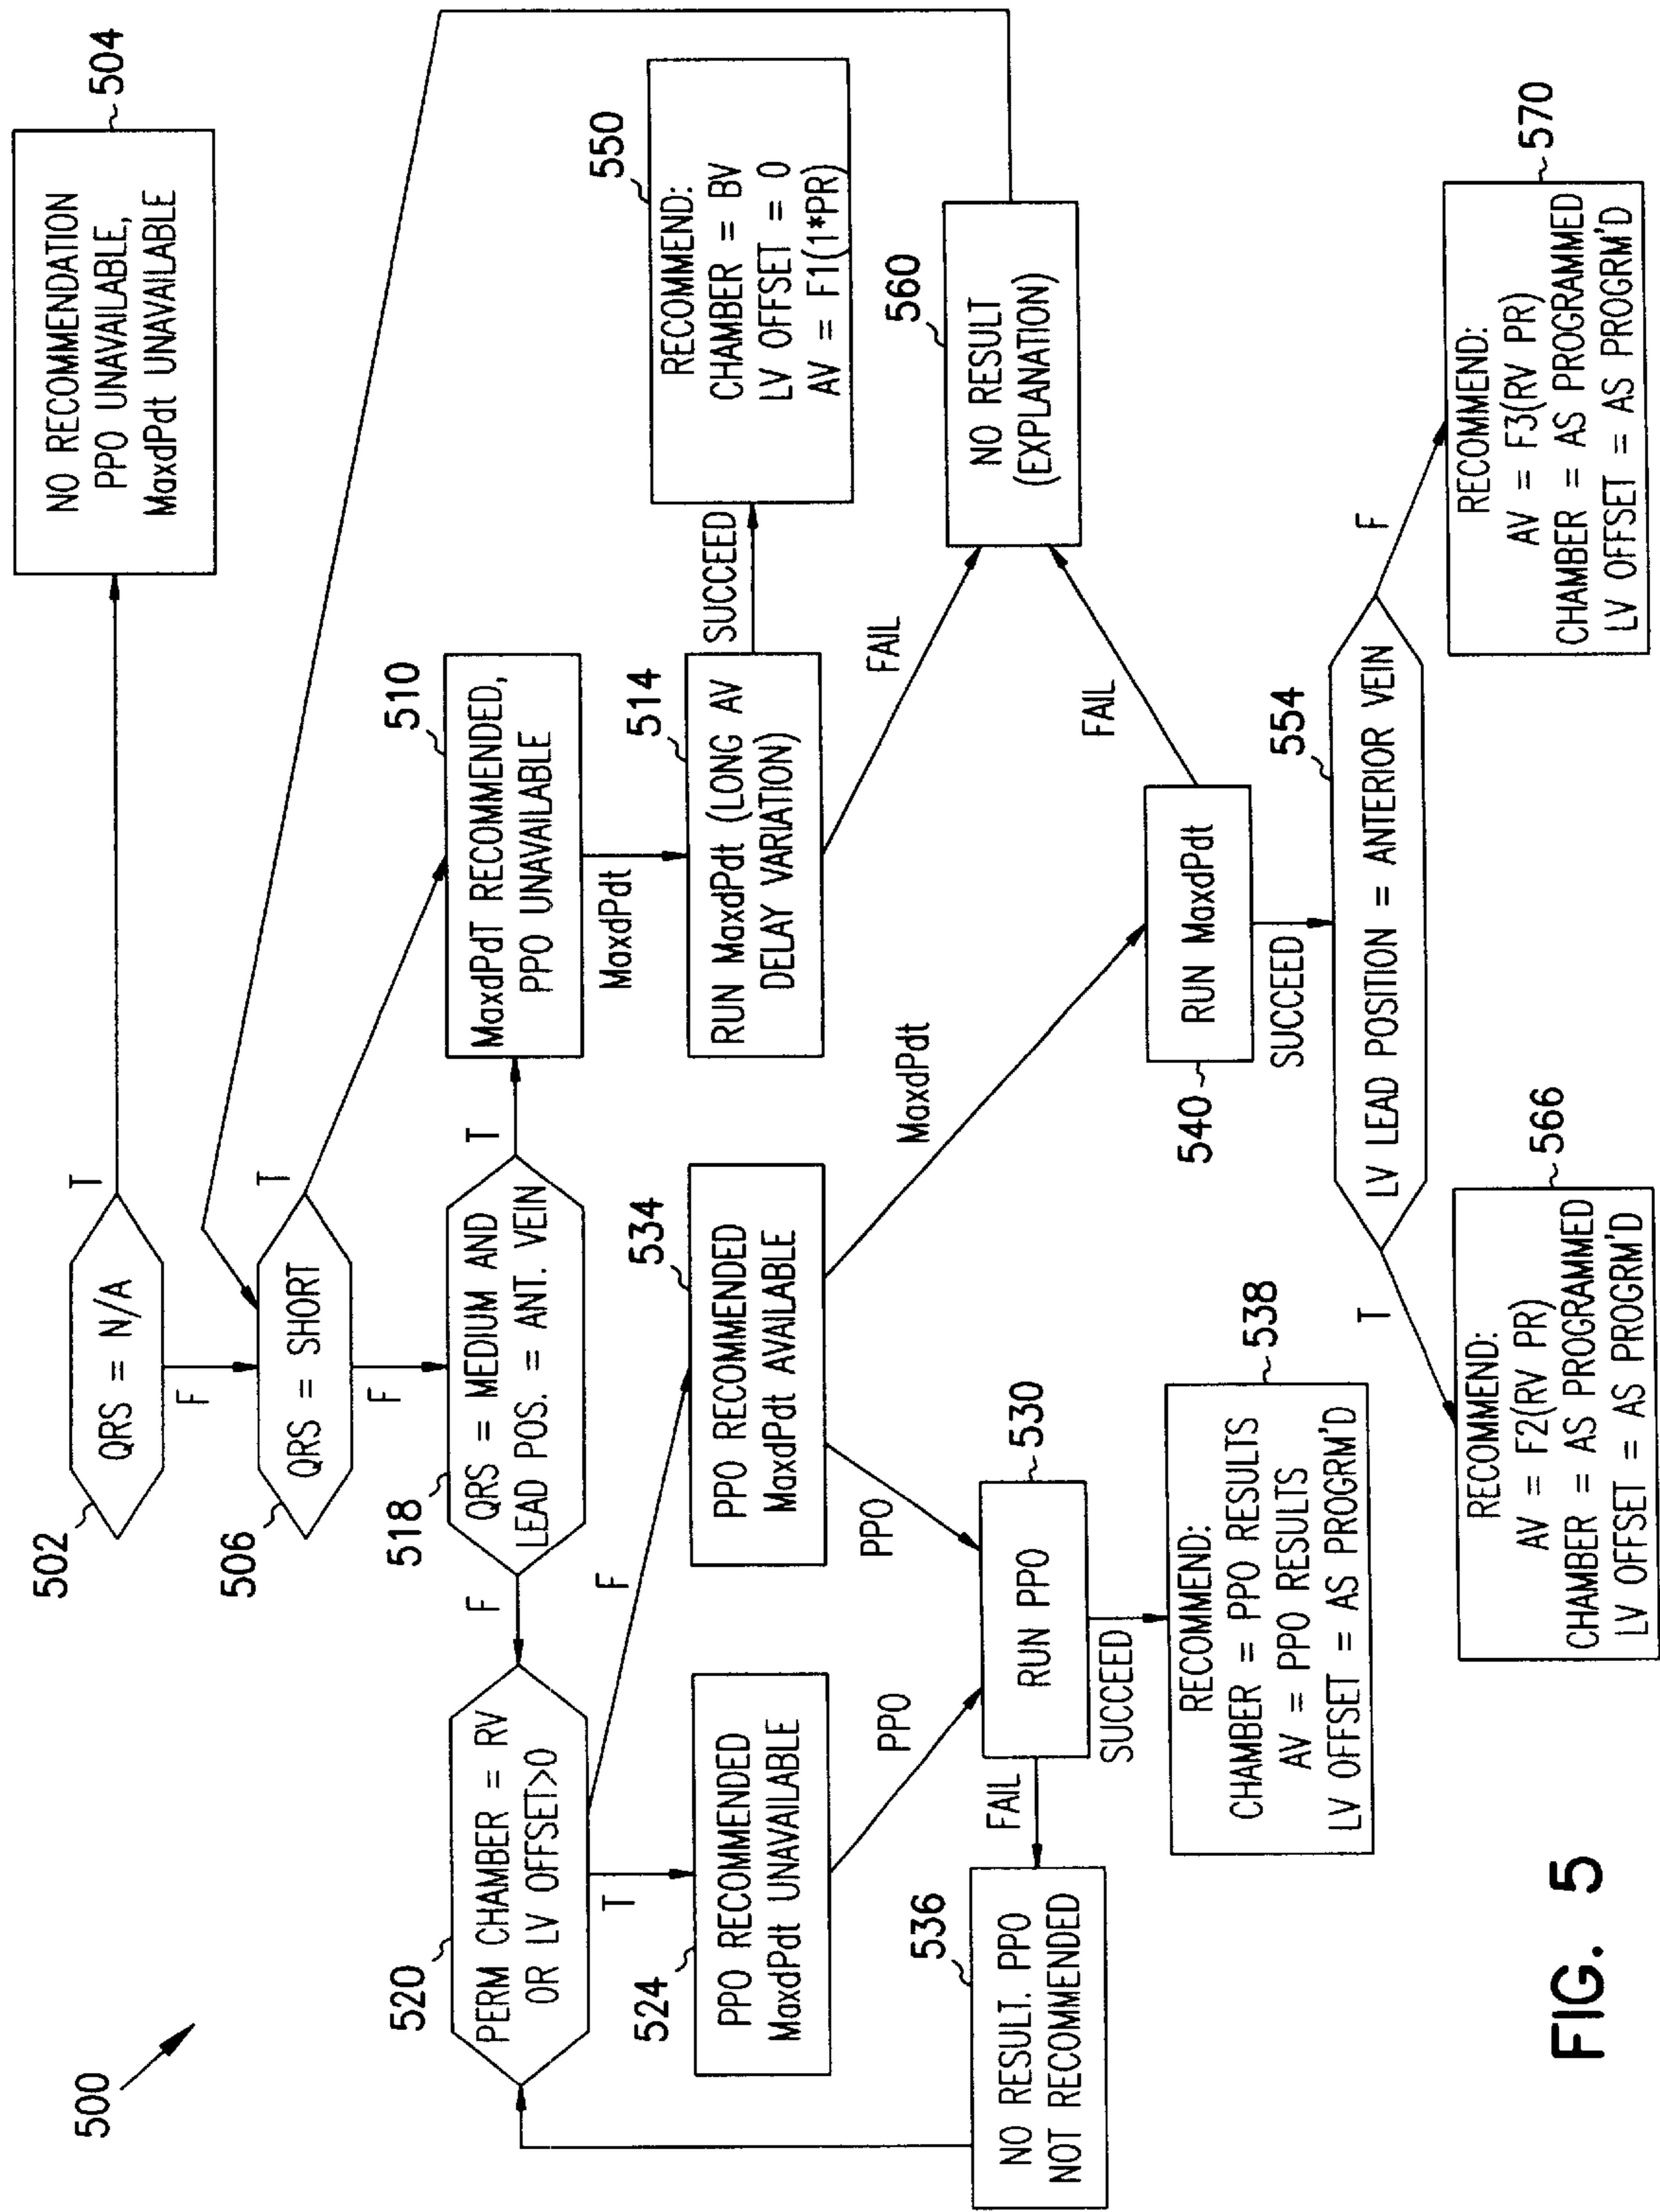 500
502
QRS = N/A
T
F
504
NO RECOMMENDATION
PPO UNAVAILABLE,
MaxdPdt UNAVAILABLE
506
QRS = SHORT
T
F
518
QRS = MEDIUM AND
LEAD POS. = ANT. VEIN
T
F
510
MaxdPdT RECOMMENDED,
PPO UNAVAILABLE
MaxdPdt
514
RUN MaxdPdt (LONG AV
DELAY VARIATION)
SUCCEED
FAIL
550
RECOMMEND:
CHAMBER = BV
LV OFFSET = 0
AV = F1(1*PR)
560
NO RESULT
(EXPLANATION)
520
PERM CHAMBER = RV
OR LV OFFSET>0
T
F
524
PPO RECOMMENDED
MaxdPdt UNAVAILABLE
PPO
534
PPO RECOMMENDED
MaxdPdt AVAILABLE
PPO
MaxdPdt
530
RUN PPO
FAIL
SUCCEED
536
NO RESULT. PPO
NOT RECOMMENDED
538
RECOMMEND:
CHAMBER = PPO RESULTS
AV = PPO RESULTS
LV OFFSET = AS PROGRM'D
540
RUN MaxdPdt
FAIL
SUCCEED
554
LV LEAD POSITION = ANTERIOR VEIN
T
F
566
RECOMMEND:
AV = F2(RV PR)
CHAMBER = AS PROGRAMMED
LV OFFSET = AS PROGRM'D
570
RECOMMEND:
AV = F3(RV PR)
CHAMBER = AS PROGRAMMED
LV OFFSET = AS PROGRM'D
FIG. 5